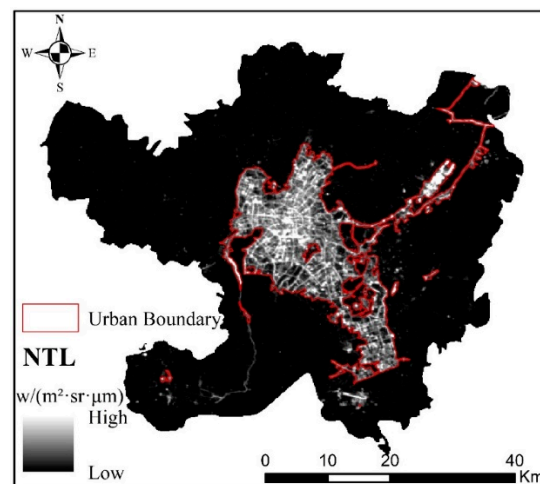 N
W E
S
Urban Boundary
NTL
w/(m²·sr·μm)
High
Low
0 10 20 40
Km